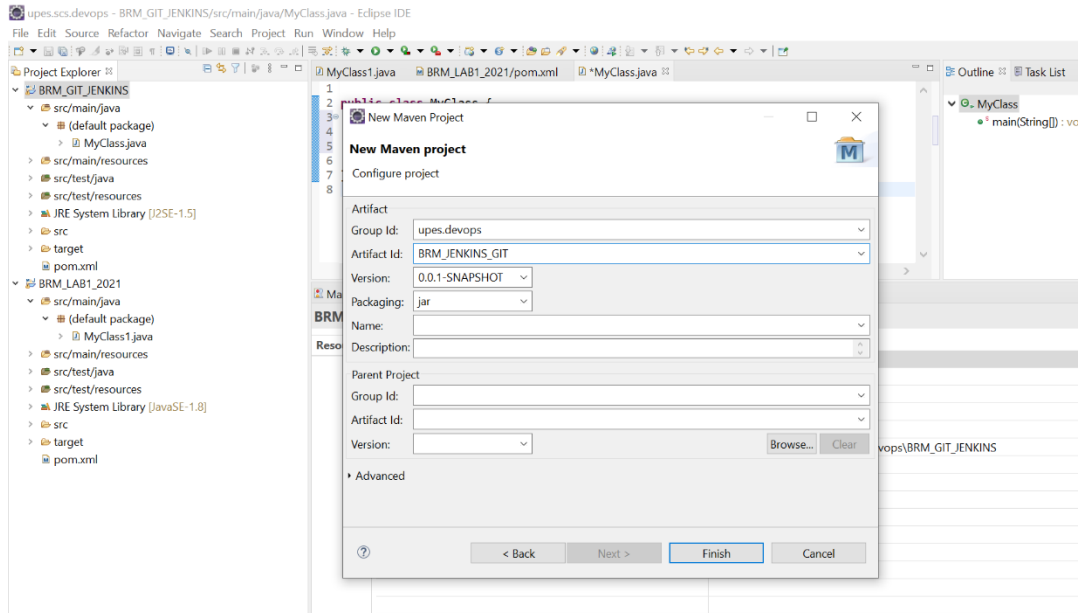 upes.scs.devops - BRM_GIT_JENKINS/src/main/java/MyClass.java - Eclipse IDE
File Edit Source Refactor Navigate Search Project Run Window Help
Project Explorer
BRM_GIT_JENKINS
src/main/java
(default package)
MyClass.java
src/main/resources
src/test/java
src/test/resources
JRE System Library [J2SE-1.5]
src
target
pom.xml
BRM_LAB1_2021
src/main/java
(default package)
MyClass1.java
src/main/resources
src/test/java
src/test/resources
JRE System Library [JavaSE-1.8]
src
target
pom.xml
MyClass1.java BRM_LAB1_2021/pom.xml *MyClass.java
1
2 public class MyClass {
3
4
5
6
7
8
Ma
BRM
Reso
New Maven Project
New Maven project
Configure project
M
Artifact
Group Id: upes.devops
Artifact Id: BRM_JENKINS_GIT
Version: 0.0.1-SNAPSHOT
Packaging: jar
Name:
Description:
Parent Project
Group Id:
Artifact Id:
Version:
Browse... Clear
Advanced
< Back Next > Finish Cancel
vops\BRM_GIT_JENKINS
Outline Task List
MyClass
main(String[]) : vo